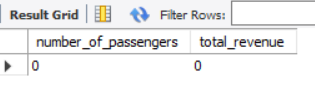 Result Grid Filter Rows:
number_of_passengers total_revenue
0 0